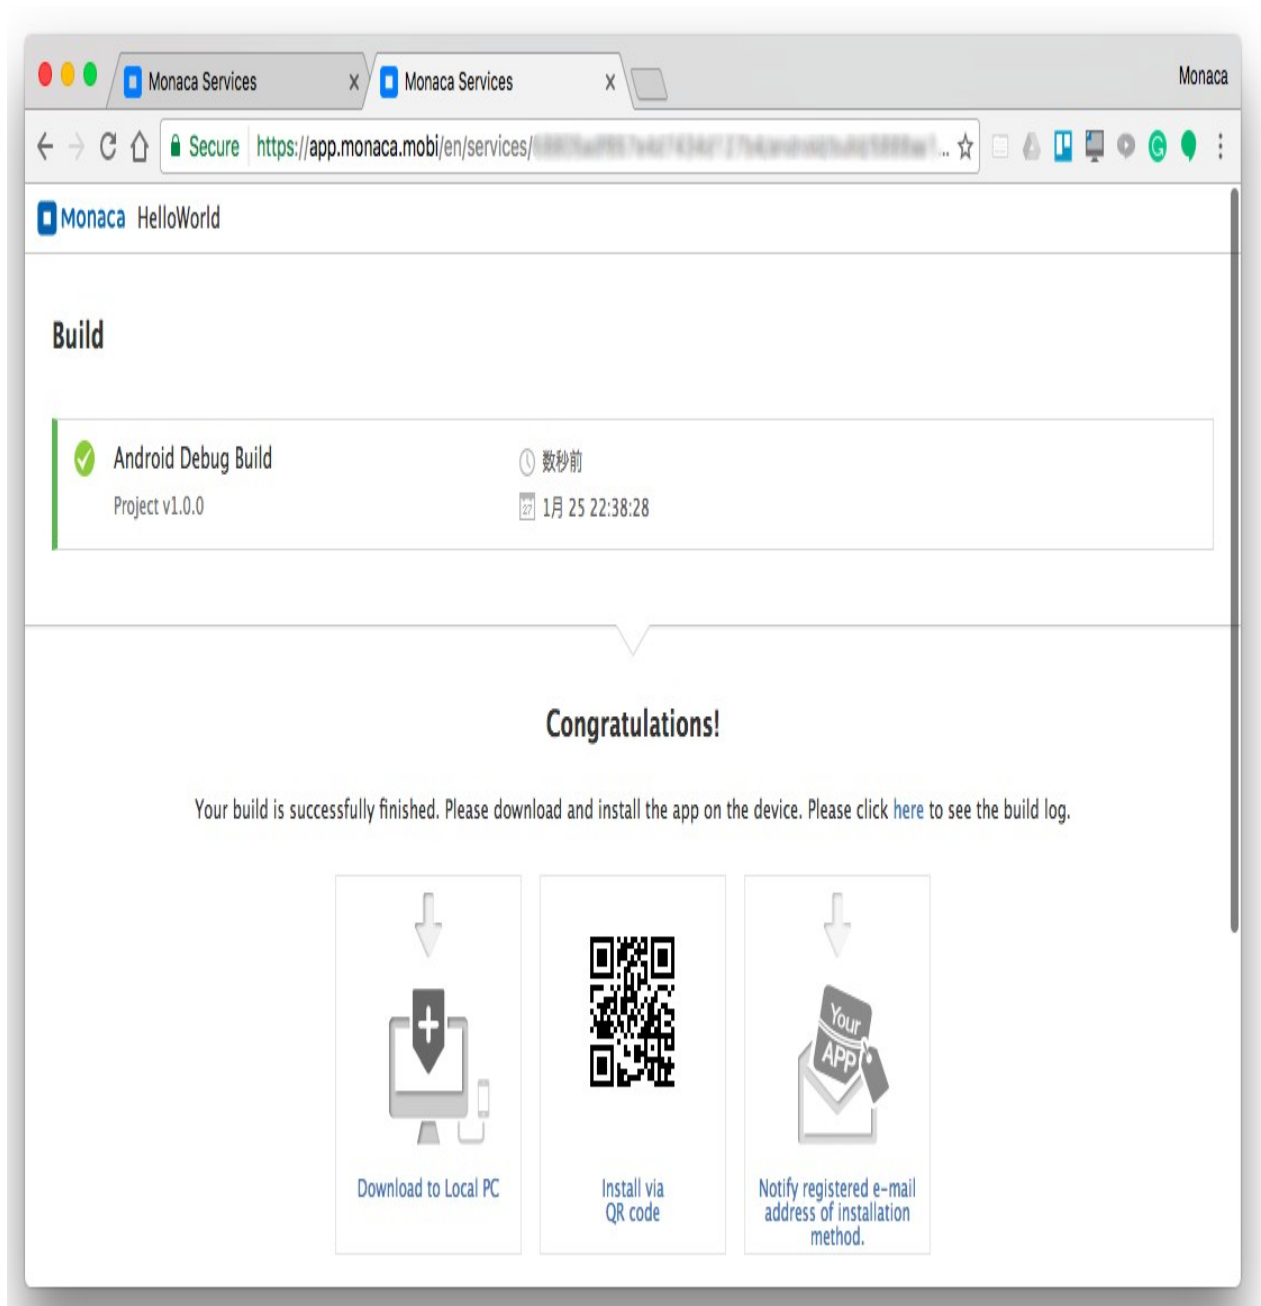 Monaca Services
Monaca Services
Monaca
Secure https://app.monaca.mobi/en/services/
Monaca HelloWorld
Build
Android Debug Build
数秒前
Project v1.0.0
27
1月 25 22:38:28
Congratulations!
Your build is successfully finished. Please download and install the app on the device. Please click here to see the build log.
Your
APP
Download to Local PC
Install via
QR code
Notify registered e-mail
address of installation
method.